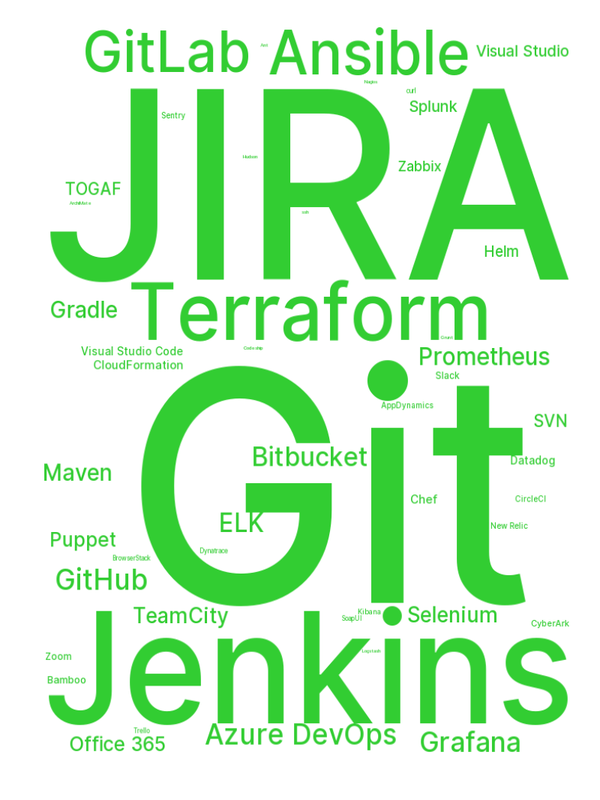 GitLab
Ansible
Visual Studio
curl
Splunk
JIRA
Sentry
Hudson
Zabbix
TOGAF
Helm
Terraform
Gradle
Visual Studio Code
CloudFormation
Prometheus
Slack
Git
AppDynamics
SVN
Bitbucket
Datadog
Maven
CircleCI
Chef
ELK
New Relic
Puppet
Dynatrace
BrowserStack
GitHub
TeamCity
Kibana
SoapUI
Selenium
CyberArk
Jenkins
Logstash
Zoom
Bamboo
Trello
Azure DevOps
Office 365
Grafana